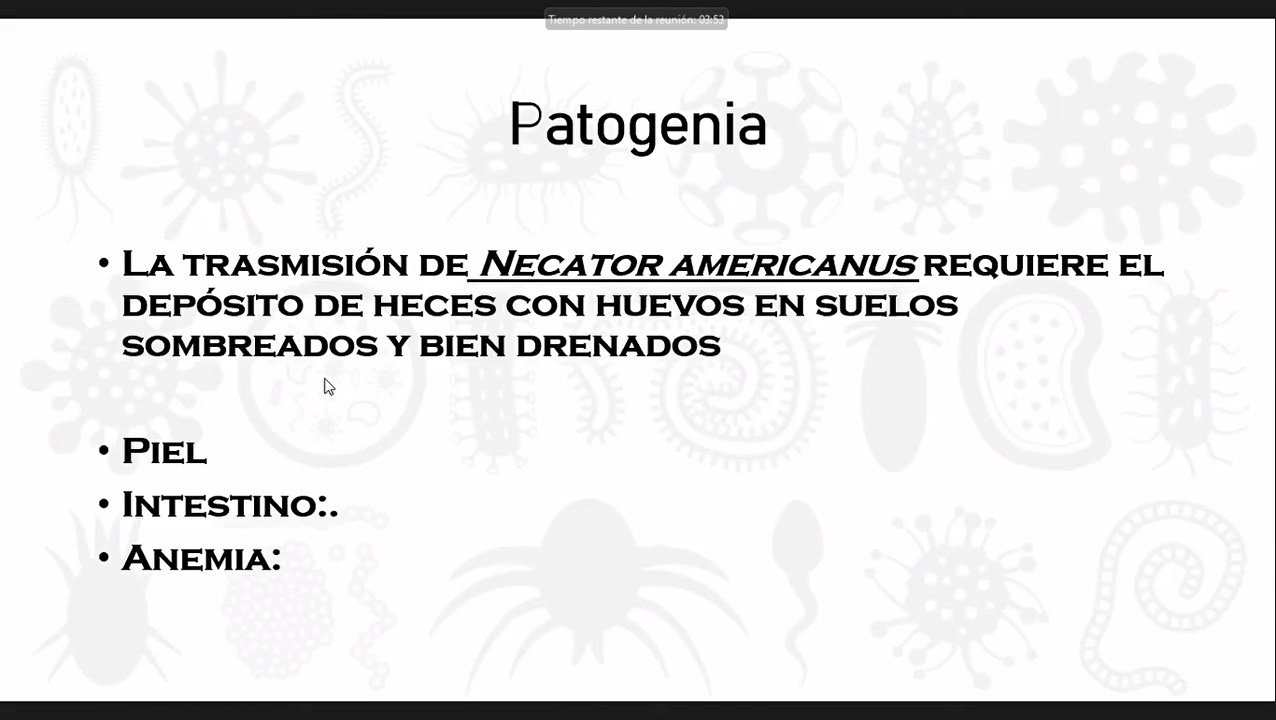 Tiempo restante de la reunión: 03:53
Patogenia
• La trasmisión de Necator americanus requiere el
depósito de heces con huevos en suelos
sombreados y bien drenados
• Piel
• Intestino:.
• Anemia: